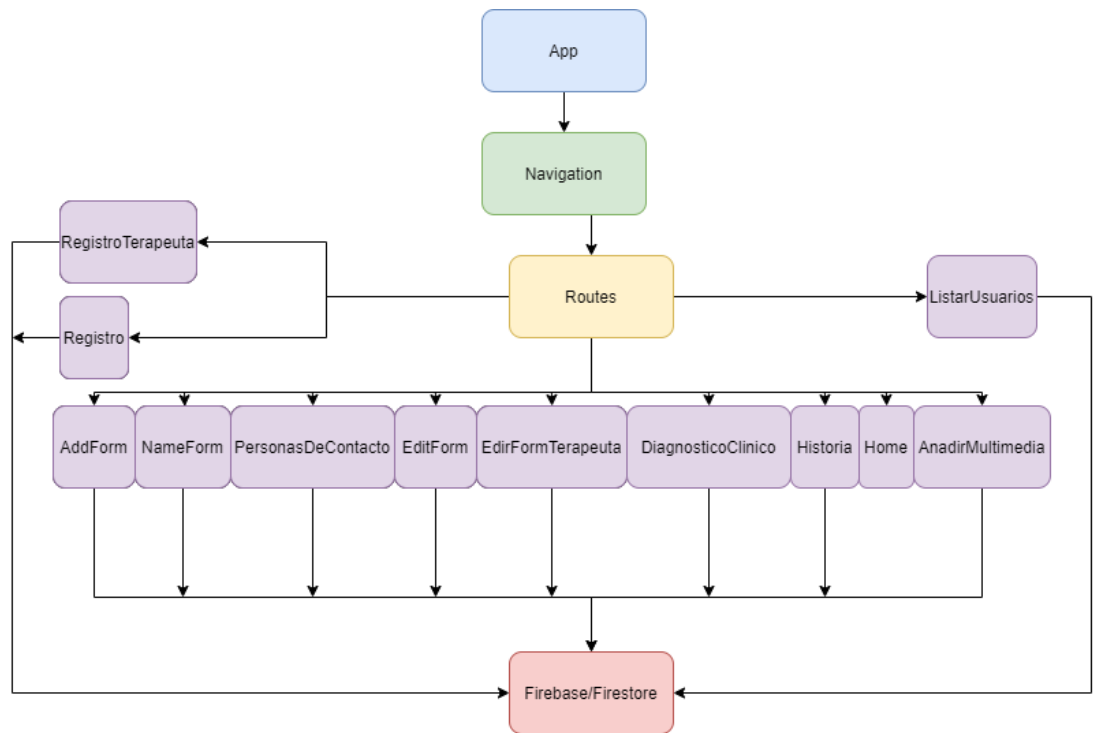 App
Navigation
RegistroTerapeuta
Routes
ListarUsuarios
Registro
AddForm
NameForm
PersonasDeContacto
EditForm
EdirFormTerapeuta
DiagnosticoClinico
Historia
Home
AnadirMultimedia
Firebase/Firestore